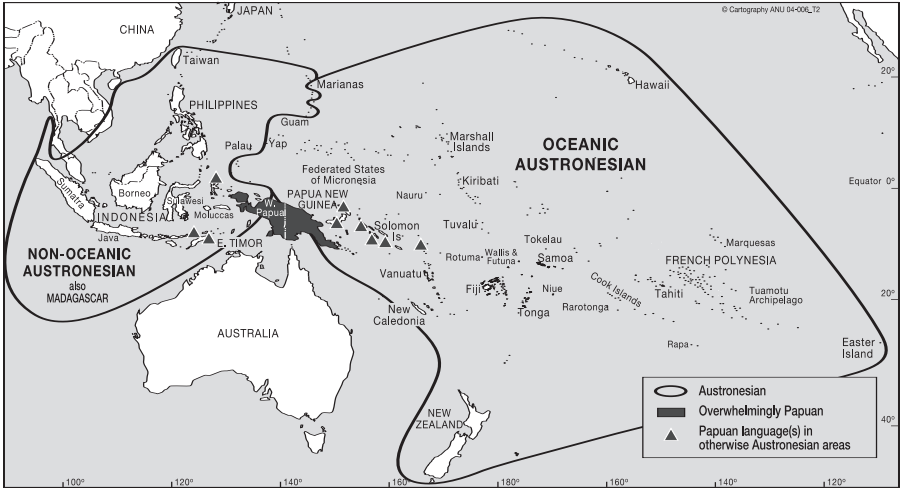 © Cartography ANU 04-006_T2
JAPAN
CHINA
Taiwan
20°
Hawaii
Marianas
PHILIPPINES
Guam
Marshall
Islands
OCEANIC
AUSTRONESIAN
Palau
Yap
Federated States
of Micronesia
Kiribati
Equator 0°
Sumatra
Borneo
Sulawesi
Moluccas
W.
Papua
PAPUA NEW
GUINEA
Nauru
INDONESIA
Java
E. TIMOR
Solomon
Is
Tuvalu
Tokelau
Marquesas
NON-OCEANIC
AUSTRONESIAN
also
MADAGASCAR
Rotuma
Wallis &
Futuna
Samoa
FRENCH POLYNESIA
Vanuatu
Fiji
Niue
Cook Islands
Tahiti
Tuamotu
Archipelago
20°
Tonga
Rarotonga
New
Caledonia
AUSTRALIA
Rapa
Easter
Island
NEW
ZEALAND
Austronesian
Overwhelmingly Papuan
Papuan language(s) in
otherwise Austronesian areas
40°
100°
120°
140°
160°
180°
160°
140°
120°